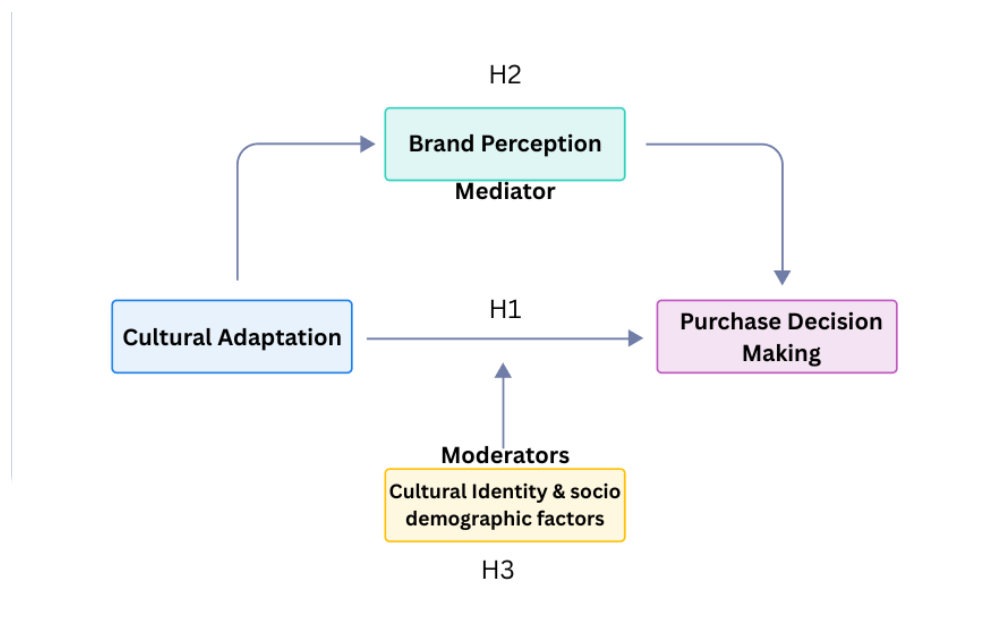 H2
Brand Perception
Mediator
H1
Cultural Adaptation
Purchase Decision
Making
Moderators
Cultural Identity & socio
demographic factors
H3